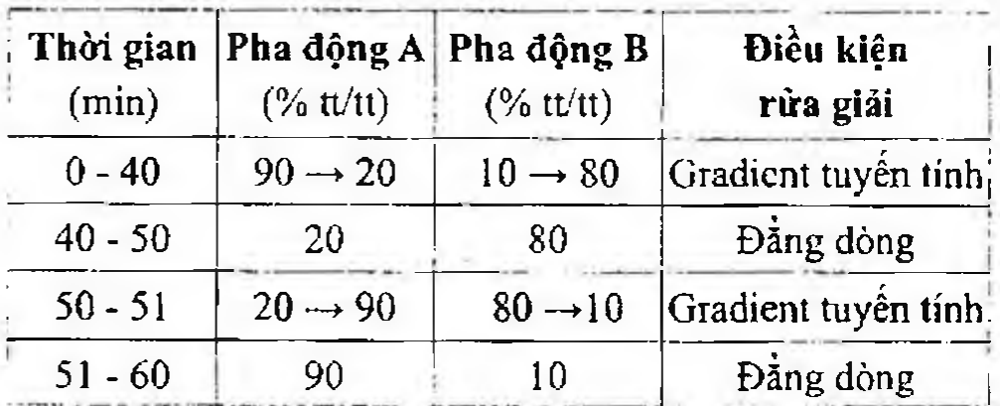 Thời gian Pha động A Pha động B Điều kiện
(min) (% tt/tt) (% tt/tt) rửa giải
0 - 40 90 → 20 10 → 80 Gradient tuyến tính
40 - 50 20 80 Đẳng dòng
50 - 51 20 → 90 80 →10 Gradient tuyến tính
51 - 60 90 10 Đẳng dòng